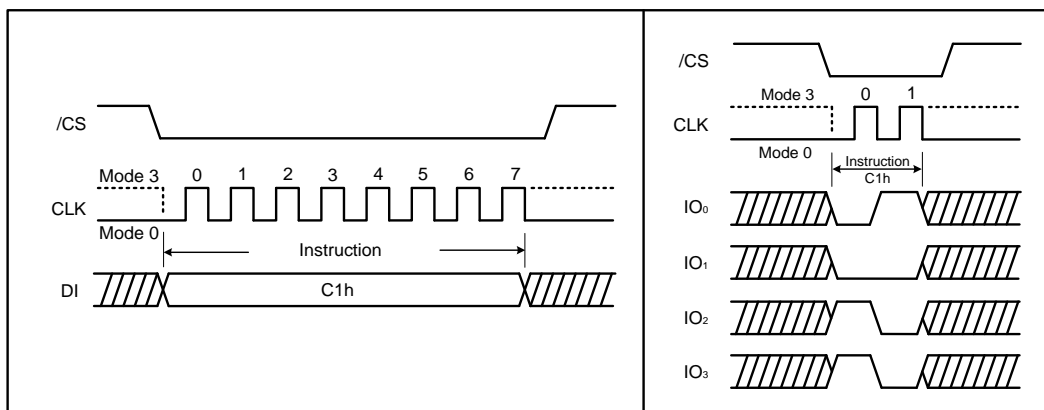 /CS
Mode 3 0 1 2 3 4 5 6 7
CLK
Mode 0
Instruction
DI
C1h
/CS
Mode 3 0 1
CLK
Mode 0
Instruction
C1h
IO₀
IO₁
IO₂
IO₃